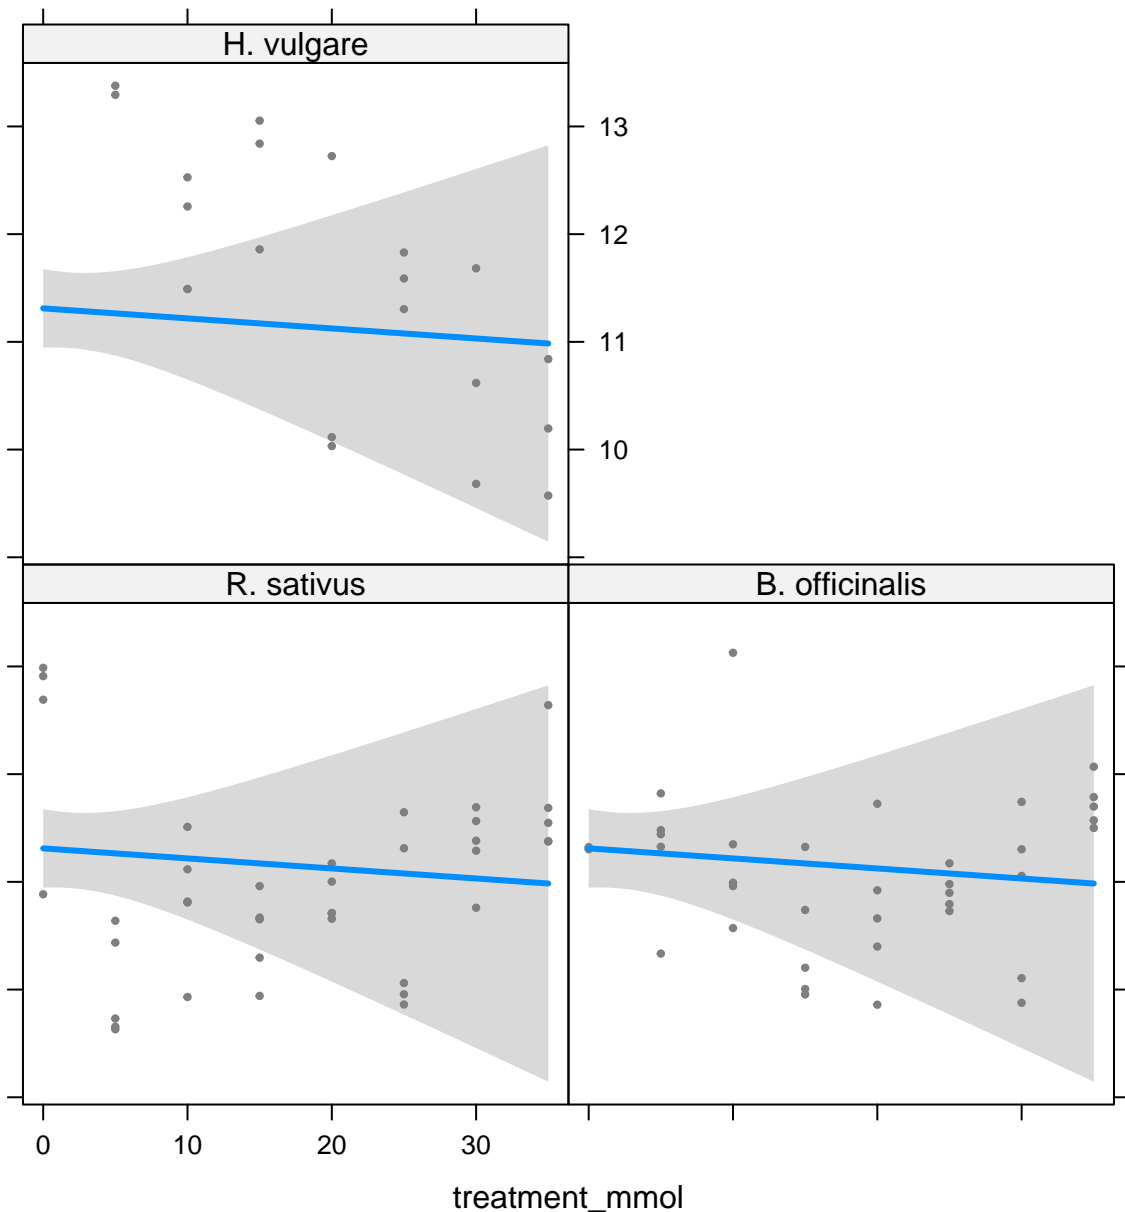 H. vulgare
13
12
11
10
R. sativus
B. officinalis
0 10 20 30
treatment_mmol